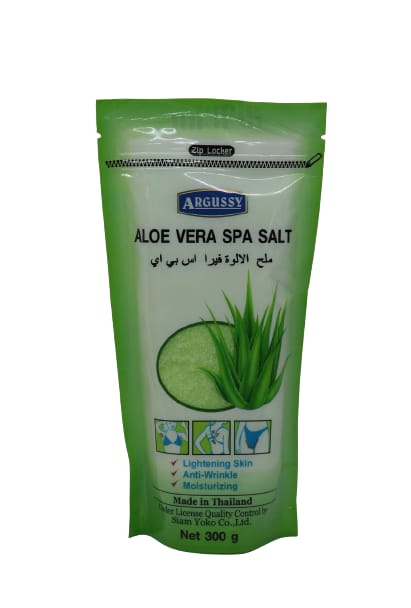 Zip Locker
ARGUSSY
ALOE VERA SPA SALT
ملح الالوة فيرا اس بي اي
Lightening Skin
Anti-Wrinkle
Moisturizing
Made in Thailand
Under License Quality Control by
Siam Yoko Co.,Ltd.
Net 300 g